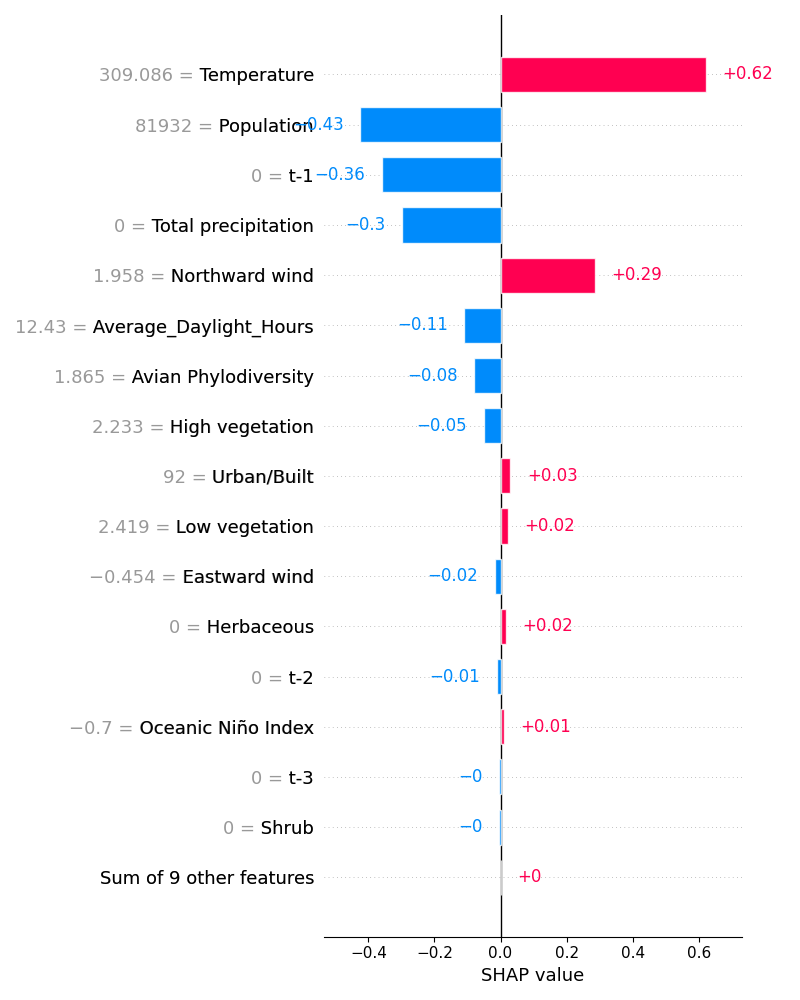 309.086 = Temperature +0.62
81932 = Population −0.43
0 = t-1 −0.36
0 = Total precipitation −0.3
1.958 = Northward wind +0.29
12.43 = Average_Daylight_Hours −0.11
1.865 = Avian Phylodiversity −0.08
2.233 = High vegetation −0.05
92 = Urban/Built +0.03
2.419 = Low vegetation +0.02
−0.454 = Eastward wind −0.02
0 = Herbaceous +0.02
0 = t-2 −0.01
−0.7 = Oceanic Niño Index +0.01
0 = t-3 −0
0 = Shrub −0
Sum of 9 other features +0
−0.4 −0.2 0.0 0.2 0.4 0.6
SHAP value